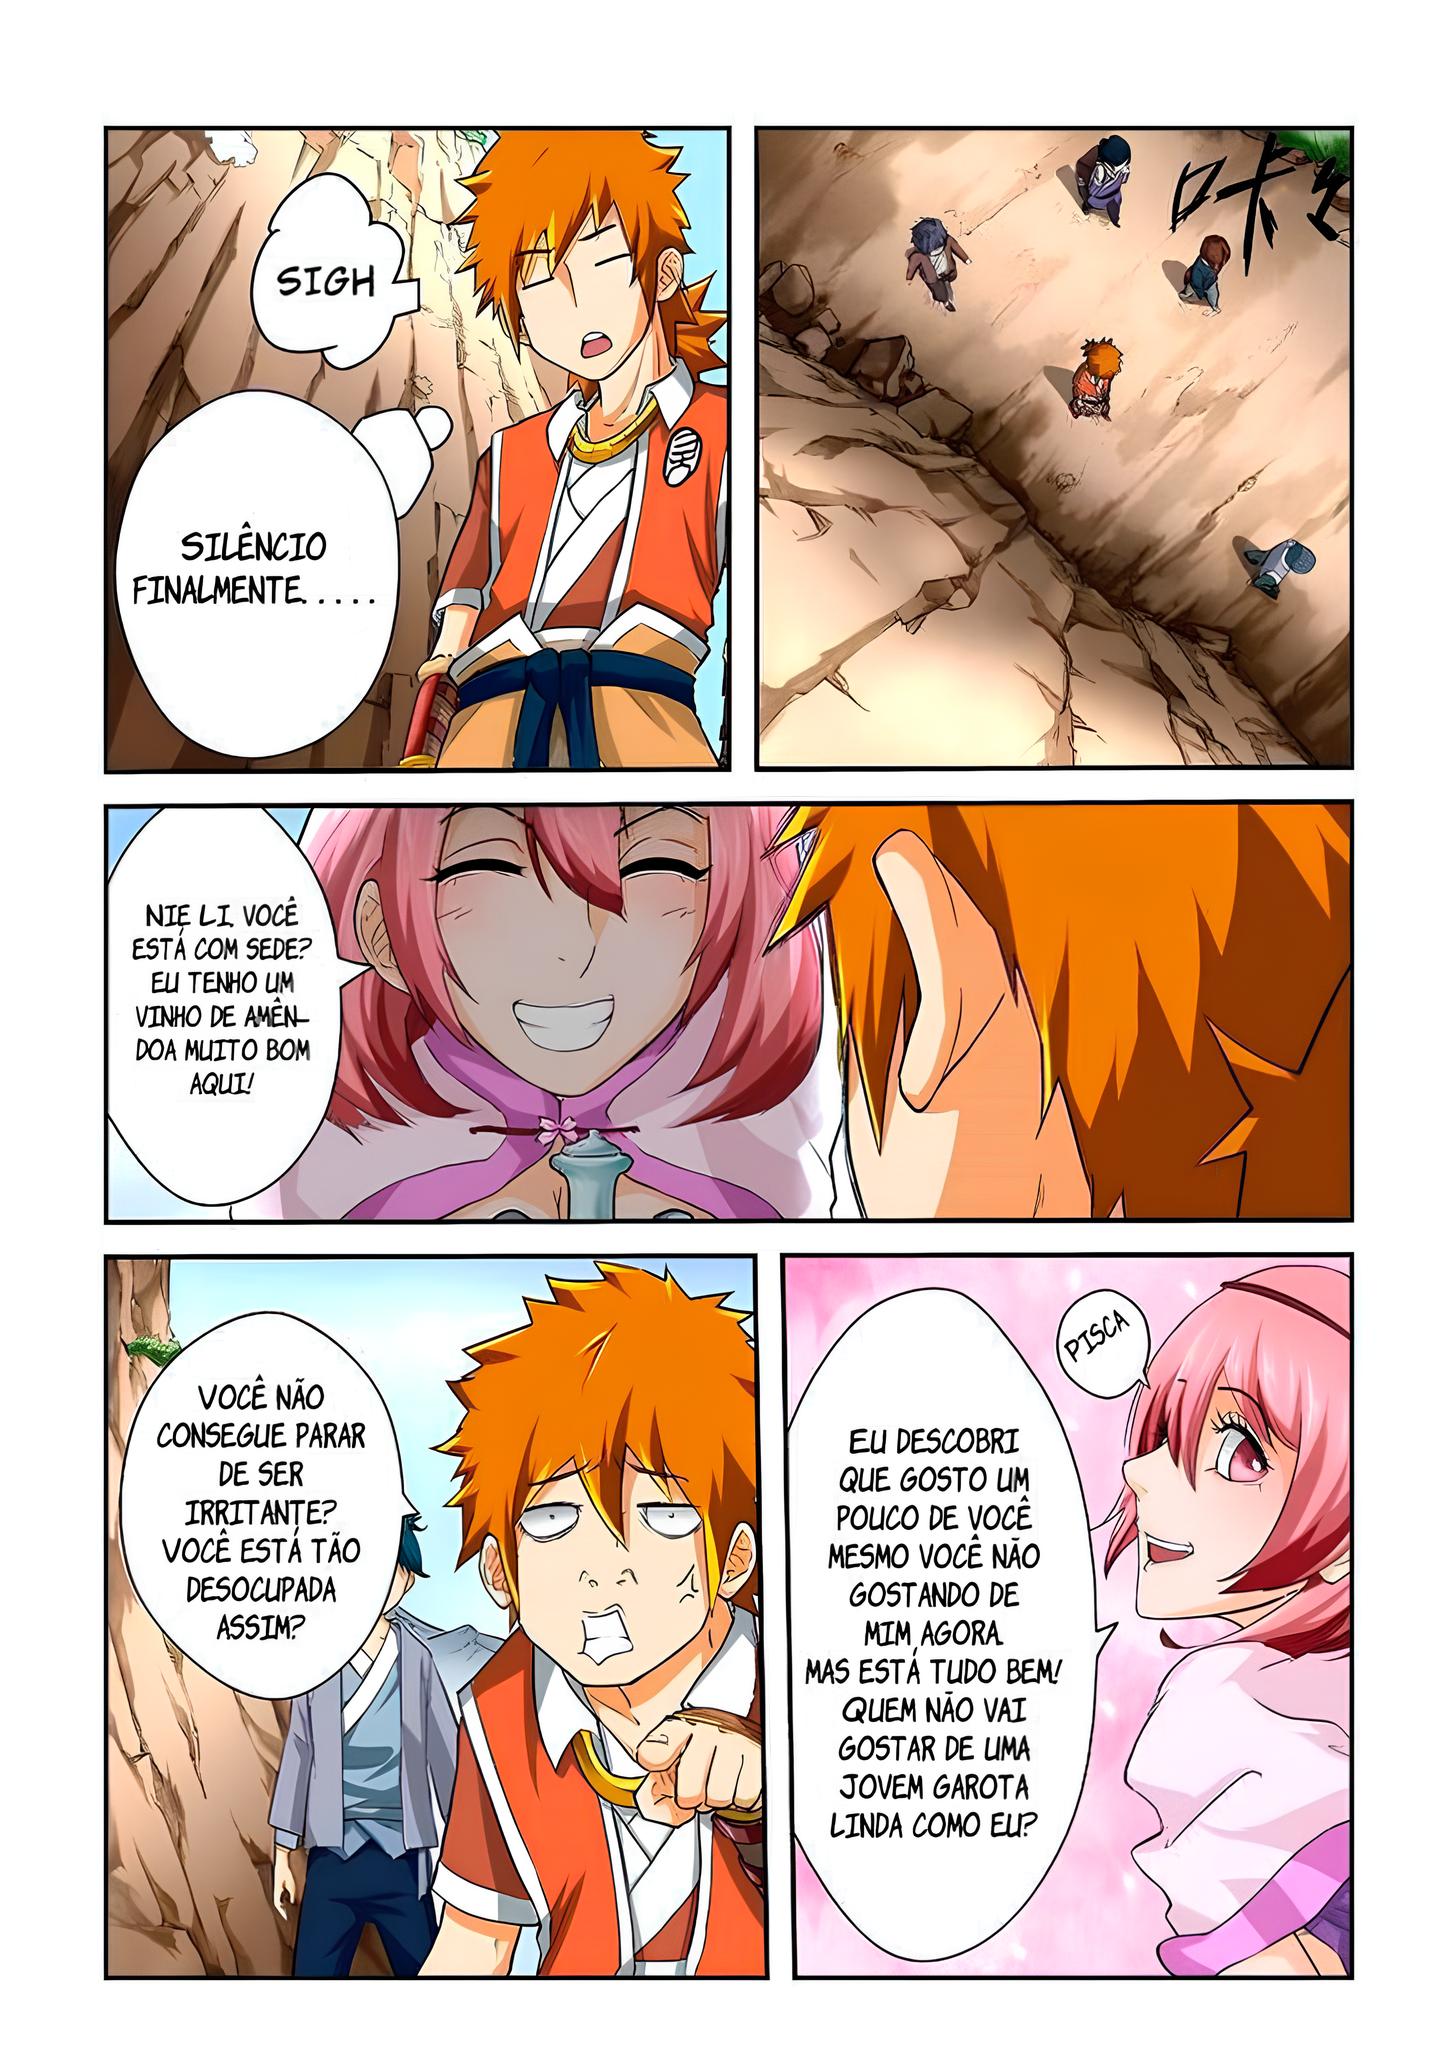 SIGH
SILÊNCIO
FINALMENTE.....
NIE LI, VOCÊ
ESTÁ COM SEDE?
EU TENHO UM
VINHO DE AMÊN-
DOA MUITO BOM
AQUI!
VOCÊ NÃO
CONSEGUE PARAR
DE SER
IRRITANTE?
VOCÊ ESTÁ TÃO
DESOCUPADA
ASSIM?
PISCA
EU DESCOBRI
QUE GOSTO UM
POUCO DE VOCÊ
MESMO VOCÊ NÃO
GOSTANDO DE
MIM AGORA.
MAS ESTÁ TUDO BEM!
QUEM NÃO VAI
GOSTAR DE UMA
JOVEM GAROTA
LINDA COMO EU?